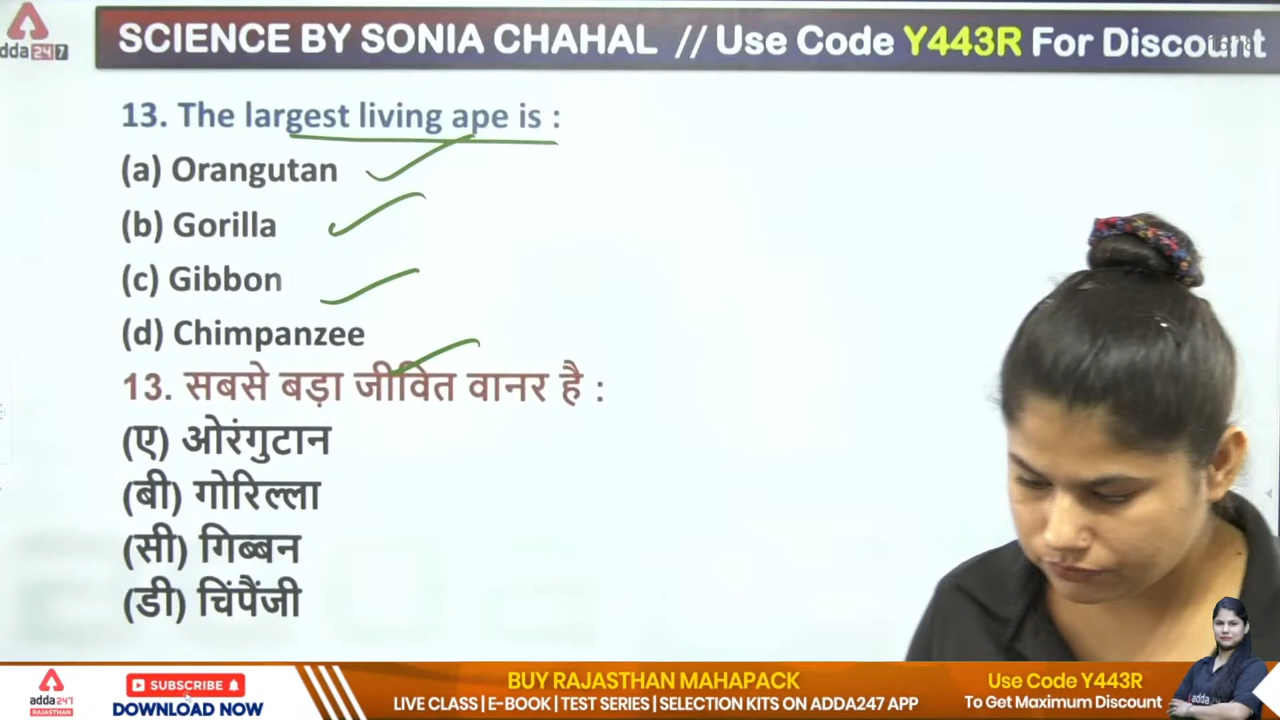 adda247
SCIENCE BY SONIA CHAHAL // Use Code Y443R For Discount
13. The largest living ape is :
(a) Orangutan
(b) Gorilla
(c) Gibbon
(d) Chimpanzee
13. सबसे बड़ा जीवित वानर है :
(ए) ओरंगुटान
(बी) गोरिल्ला
(सी) गिब्बन
(डी) चिंपैंजी
adda247
RAJASTHAN
SUBSCRIBE
DOWNLOAD NOW
BUY RAJASTHAN MAHAPACK
LIVE CLASS | E-BOOK | TEST SERIES | SELECTION KITS ON ADDA247 APP
Use Code Y443R
To Get Maximum Discount